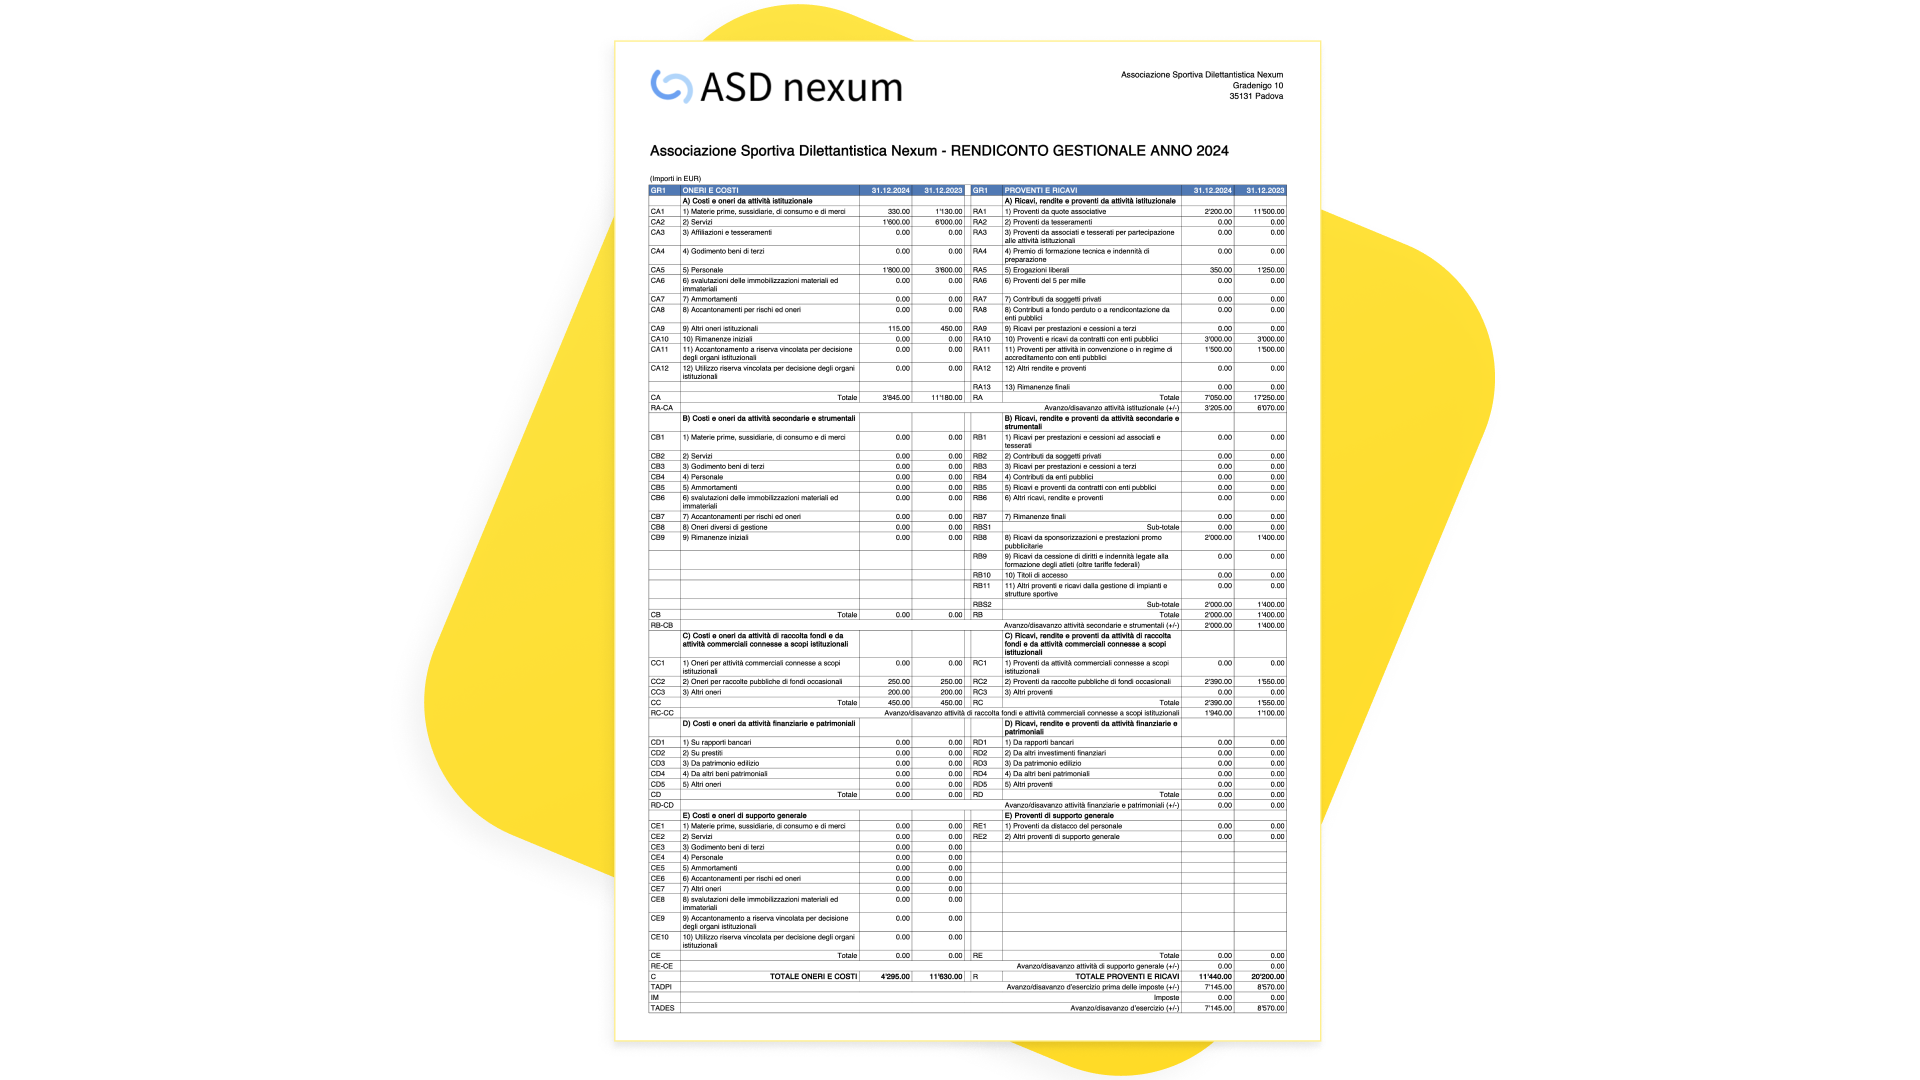 ASD nexum
Associazione Sportiva Dilettantistica Nexum
Gradenigo 10
35131 Padova
Associazione Sportiva Dilettantistica Nexum - RENDICONTO GESTIONALE ANNO 2024
(Importi in EUR)
GR1 ONERI E COSTI 31.12.2024 31.12.2023 GR1 PROVENTI E RICAVI 31.12.2024 31.12.2023
A) Costi e oneri da attività istituzionale A) Ricavi, rendite e proventi da attività istituzionale
CA1 1) Materie prime, sussidiarie, di consumo e di merci 330.00 1'130.00 RA1 1) Proventi da quote associative 2'200.00 11'500.00
CA2 2) Servizi 1'600.00 6'000.00 RA2 2) Proventi da tesseramenti 0.00 0.00
CA3 3) Affiliazioni e tesseramenti 0.00 0.00 RA3 3) Proventi da associati e tesserati per partecipazione 0.00 0.00
alle attività istituzionali
CA4 4) Godimento beni di terzi 0.00 0.00 RA4 4) Premio di formazione tecnica e indennità di 0.00 0.00
preparazione
CA5 5) Personale 1'800.00 3'600.00 RA5 5) Erogazioni liberali 350.00 1'250.00
CA6 6) svalutazioni delle immobilizzazioni materiali ed 0.00 0.00 RA6 6) Proventi del 5 per mille 0.00 0.00
immateriali
CA7 7) Ammortamenti 0.00 0.00 RA7 7) Contributi da soggetti privati 0.00 0.00
CA8 8) Accantonamenti per rischi ed oneri 0.00 0.00 RA8 8) Contributi a fondo perduto o a rendicontazione da 0.00 0.00
enti pubblici
CA9 9) Altri oneri istituzionali 115.00 450.00 RA9 9) Ricavi per prestazioni e cessioni a terzi 0.00 0.00
CA10 10) Rimanenze iniziali 0.00 0.00 RA10 10) Proventi e ricavi da contratti con enti pubblici 3'000.00 3'000.00
CA11 11) Accantonamento a riserva vincolata per decisione 0.00 0.00 RA11 11) Proventi per attività in convenzione o in regime di 1'500.00 1'500.00
degli organi istituzionali accreditamento con enti pubblici
CA12 12) Utilizzo riserva vincolata per decisione degli organi 0.00 0.00 RA12 12) Altri rendite e proventi 0.00 0.00
istituzionali
RA13 13) Rimanenze finali 0.00 0.00
CA Totale 3'845.00 11'180.00 RA Totale 7'050.00 17'250.00
RA-CA Avanzo/disavanzo attività istituzionale (+/-) 3'205.00 6'070.00
B) Costi e oneri da attività secondarie e strumentali B) Ricavi, rendite e proventi da attività secondarie e
strumentali
CB1 1) Materie prime, sussidiarie, di consumo e di merci 0.00 0.00 RB1 1) Ricavi per prestazioni e cessioni ad associati e 0.00 0.00
tesserati
CB2 2) Servizi 0.00 0.00 RB2 2) Contributi da soggetti privati 0.00 0.00
CB3 3) Godimento beni di terzi 0.00 0.00 RB3 3) Ricavi per prestazioni e cessioni a terzi 0.00 0.00
CB4 4) Personale 0.00 0.00 RB4 4) Contributi da enti pubblici 0.00 0.00
CB5 5) Ammortamenti 0.00 0.00 RB5 5) Ricavi e proventi da contratti con enti pubblici 0.00 0.00
CB6 6) svalutazioni delle immobilizzazioni materiali ed 0.00 0.00 RB6 6) Altri ricavi, rendite e proventi 0.00 0.00
immateriali
CB7 7) Accantonamenti per rischi ed oneri 0.00 0.00 RB7 7) Rimanenze finali 0.00 0.00
CB8 8) Oneri diversi di gestione 0.00 0.00 RBS1 Sub-totale 0.00 0.00
CB9 9) Rimanenze iniziali 0.00 0.00 RB8 8) Ricavi da sponsorizzazioni e prestazioni promo 2'000.00 1'400.00
pubblicitarie
RB9 9) Ricavi da cessione di diritti e indennità legate alla 0.00 0.00
formazione degli atleti (oltre tariffe federali)
RB10 10) Titoli di accesso 0.00 0.00
RB11 11) Altri proventi e ricavi dalla gestione di impianti e 0.00 0.00
strutture sportive
RBS2 Sub-totale 2'000.00 1'400.00
CB Totale 0.00 0.00 RB Totale 2'000.00 1'400.00
RB-CB Avanzo/disavanzo attività secondarie e strumentali (+/-) 2'000.00 1'400.00
C) Costi e oneri da attività di raccolta fondi e da C) Ricavi, rendite e proventi da attività di raccolta
attività commerciali connesse a scopi istituzionali fondi e da attività commerciali connesse a scopi
istituzionali
CC1 1) Oneri per attività commerciali connesse a scopi 0.00 0.00 RC1 1) Proventi da attività commerciali connesse a scopi 0.00 0.00
istituzionali istituzionali
CC2 2) Oneri per raccolte pubbliche di fondi occasionali 250.00 250.00 RC2 2) Proventi da raccolte pubbliche di fondi occasionali 2'390.00 1'550.00
CC3 3) Altri oneri 200.00 200.00 RC3 3) Altri proventi 0.00 0.00
CC Totale 450.00 450.00 RC Totale 2'390.00 1'550.00
RC-CC Avanzo/disavanzo attività di raccolta fondi e attività commerciali connesse a scopi istituzionali 1'940.00 1'100.00
D) Costi e oneri da attività finanziarie e patrimoniali D) Ricavi, rendite e proventi da attività finanziarie e
patrimoniali
CD1 1) Su rapporti bancari 0.00 0.00 RD1 1) Da rapporti bancari 0.00 0.00
CD2 2) Su prestiti 0.00 0.00 RD2 2) Da altri investimenti finanziari 0.00 0.00
CD3 3) Da patrimonio edilizio 0.00 0.00 RD3 3) Da patrimonio edilizio 0.00 0.00
CD4 4) Da altri beni patrimoniali 0.00 0.00 RD4 4) Da altri beni patrimoniali 0.00 0.00
CD5 5) Altri oneri 0.00 0.00 RD5 5) Altri proventi 0.00 0.00
CD Totale 0.00 0.00 RD Totale 0.00 0.00
RD-CD Avanzo/disavanzo attività finanziarie e patrimoniali (+/-) 0.00 0.00
E) Costi e oneri di supporto generale E) Proventi di supporto generale
CE1 1) Materie prime, sussidiarie, di consumo e di merci 0.00 0.00 RE1 1) Proventi da distacco del personale 0.00 0.00
CE2 2) Servizi 0.00 0.00 RE2 2) Altri proventi di supporto generale 0.00 0.00
CE3 3) Godimento beni di terzi 0.00 0.00
CE4 4) Personale 0.00 0.00
CE5 5) Ammortamenti 0.00 0.00
CE6 6) Accantonamenti per rischi ed oneri 0.00 0.00
CE7 7) Altri oneri 0.00 0.00
CE8 8) svalutazioni delle immobilizzazioni materiali ed 0.00 0.00
immateriali
CE9 9) Accantonamento a riserva vincolata per decisione 0.00 0.00
degli organi istituzionali
CE10 10) Utilizzo riserva vincolata per decisione degli organi 0.00 0.00
istituzionali
CE Totale 0.00 0.00 RE Totale 0.00 0.00
RE-CE Avanzo/disavanzo attività di supporto generale (+/-) 0.00 0.00
C TOTALE ONERI E COSTI 4'295.00 11'630.00 R TOTALE PROVENTI E RICAVI 11'440.00 20'200.00
TADPI Avanzo/disavanzo d'esercizio prima delle imposte (+/-) 7'145.00 8'570.00
IM Imposte 0.00 0.00
TADES Avanzo/disavanzo d'esercizio (+/-) 7'145.00 8'570.00